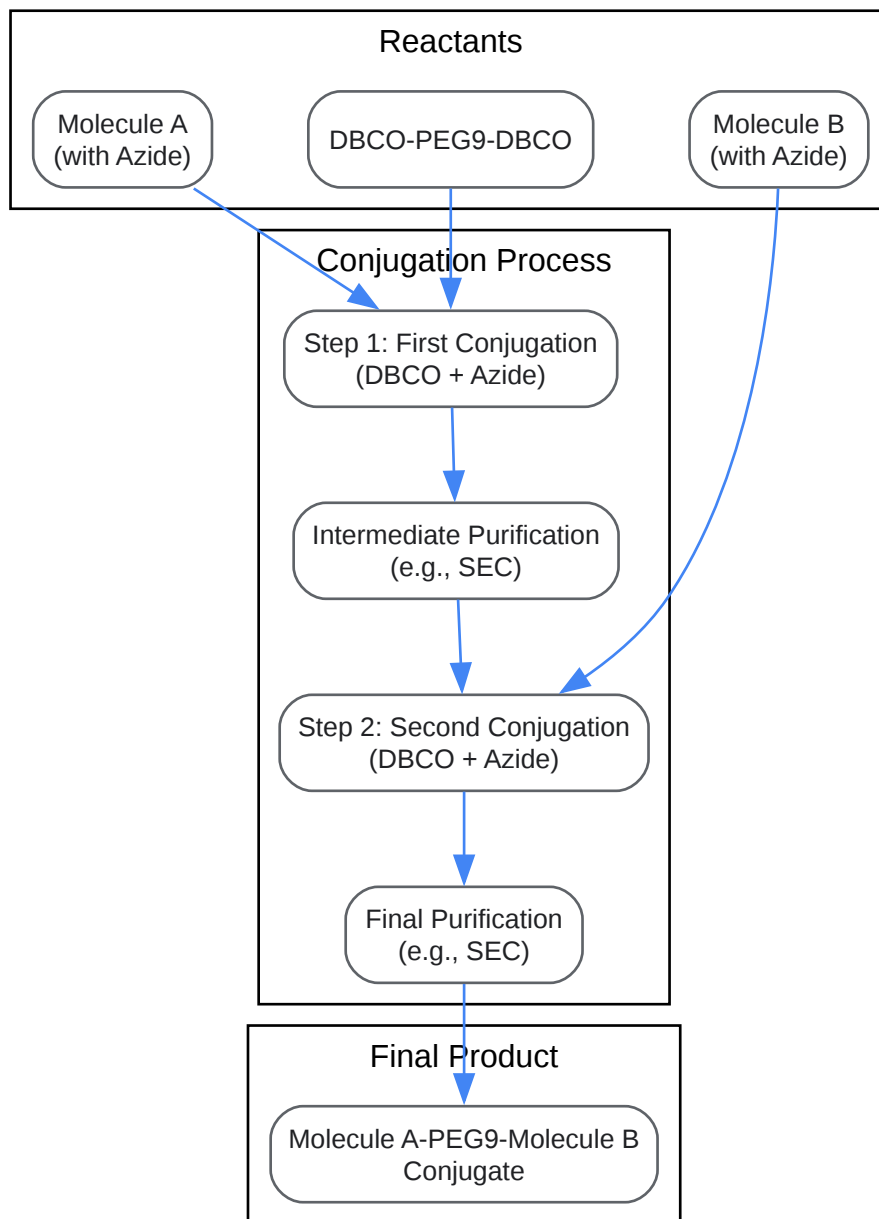 Reactants
Molecule A
(with Azide)
DBCO-PEG9-DBCO
Molecule B
(with Azide)
Conjugation Process
Step 1: First Conjugation
(DBCO + Azide)
Intermediate Purification
(e.g., SEC)
Step 2: Second Conjugation
(DBCO + Azide)
Final Purification
(e.g., SEC)
Final Product
Molecule A-PEG9-Molecule B
Conjugate